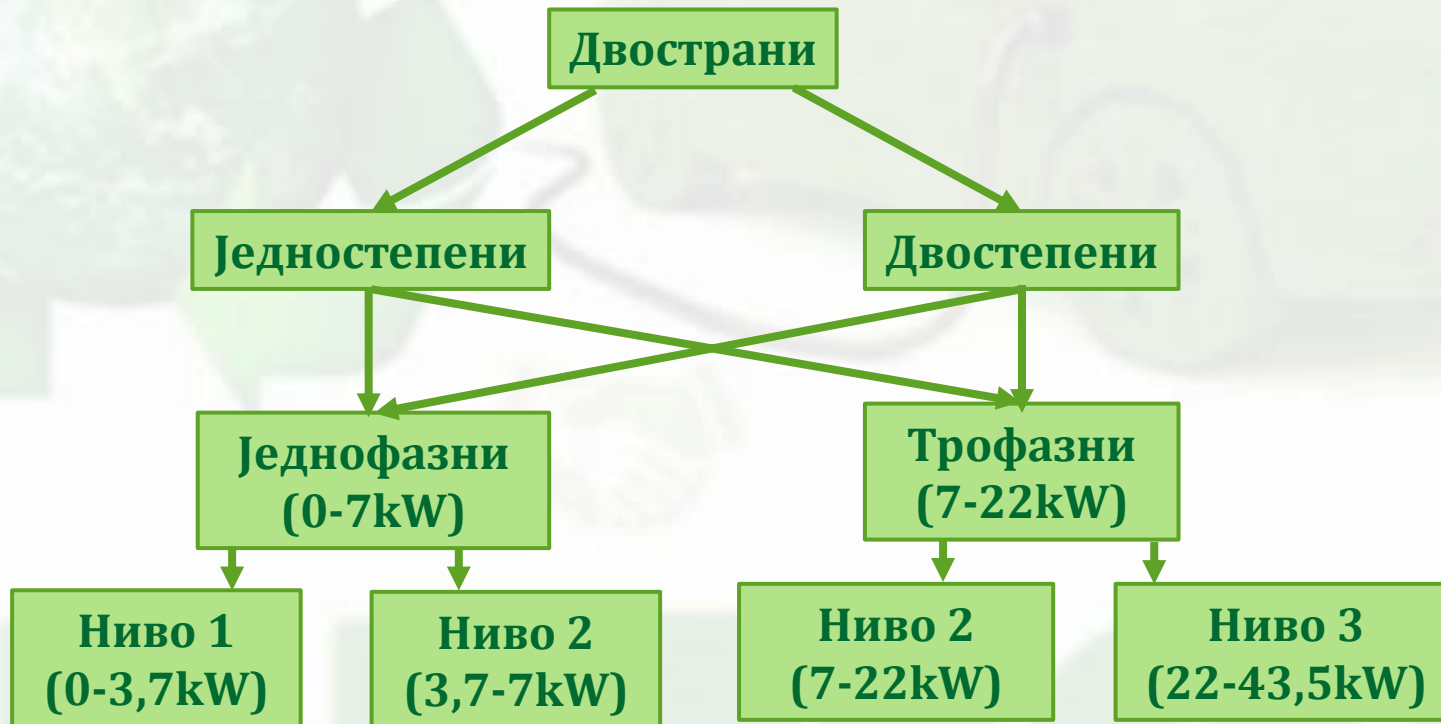 Двострани
Једностепени
Двостепени
Једнофазни
(0-7kW)
Трофазни
(7-22kW)
Ниво 1
(0-3,7kW)
Ниво 2
(3,7-7kW)
Ниво 2
(7-22kW)
Ниво 3
(22-43,5kW)